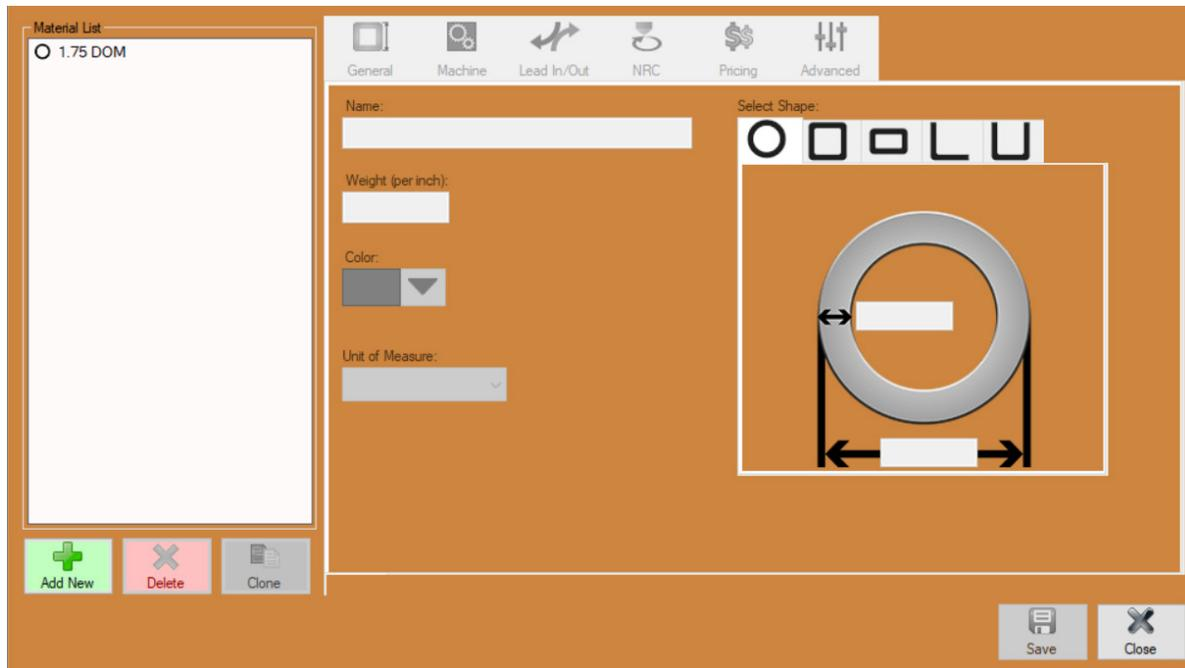 Material List
1.75 DOM
General Machine Lead In/Out NRC Pricing Advanced
Name:
Select Shape:
Weight (per inch):
Color:
Unit of Measure:
Add New Delete Clone
Save Close